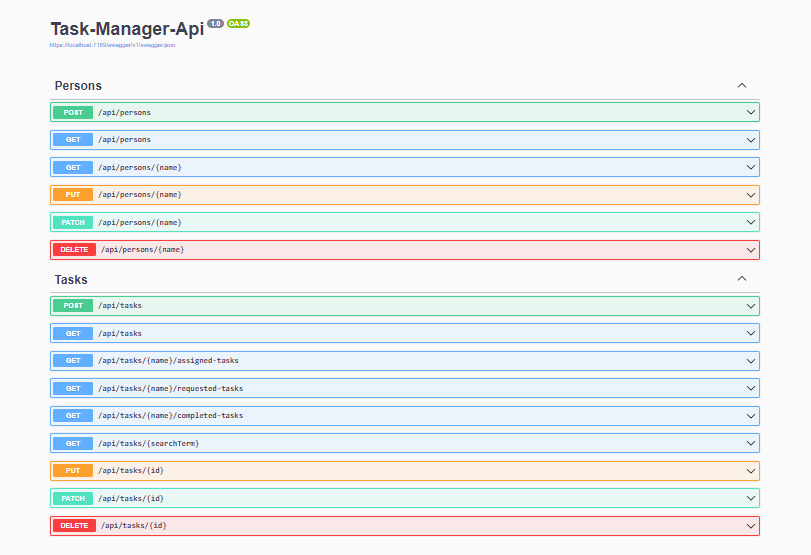 Task-Manager-Api 1.0 OAS3
https://localhost:7189/swagger/v1/swagger.json
Persons
POST /api/persons
GET /api/persons
GET /api/persons/{name}
PUT /api/persons/{name}
PATCH /api/persons/{name}
DELETE /api/persons/{name}
Tasks
POST /api/tasks
GET /api/tasks
GET /api/tasks/{name}/assigned-tasks
GET /api/tasks/{name}/requested-tasks
GET /api/tasks/{name}/completed-tasks
GET /api/tasks/{searchTerm}
PUT /api/tasks/{id}
PATCH /api/tasks/{id}
DELETE /api/tasks/{id}